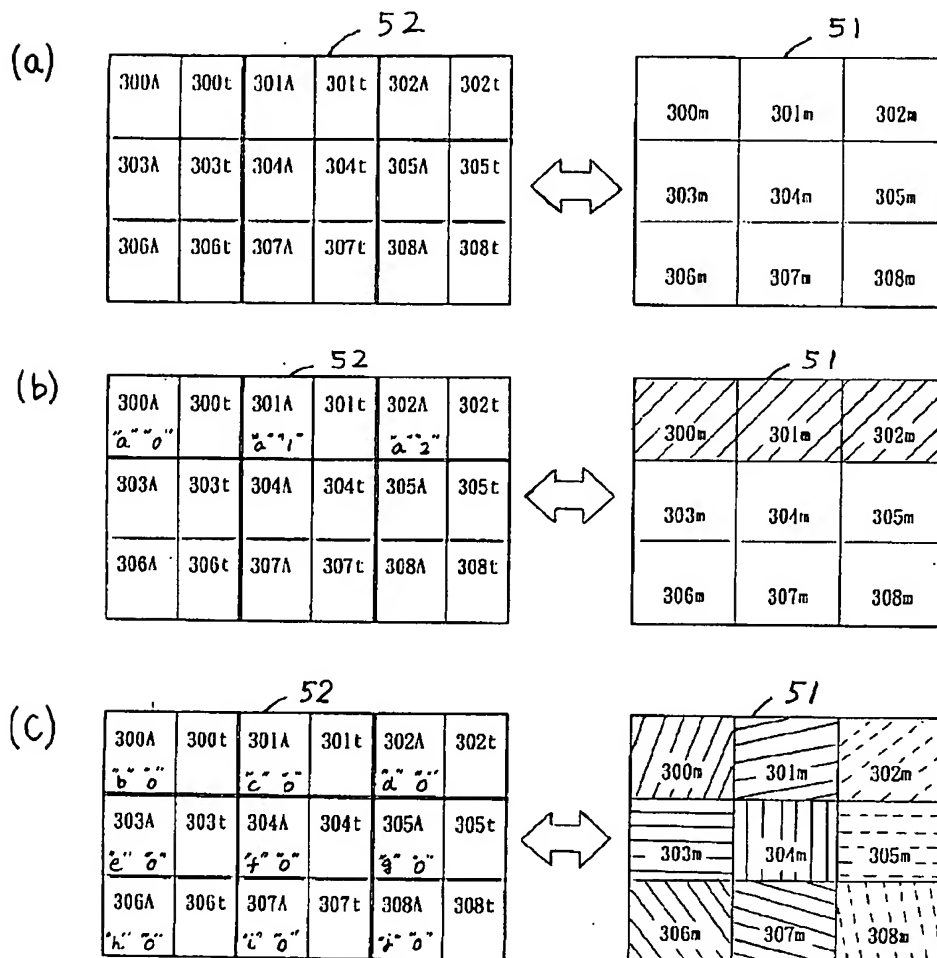 (a)
52
300A 300t 301A 301t 302A 302t
303A 303t 304A 304t 305A 305t
306A 306t 307A 307t 308A 308t
51
300m 301m 302m
303m 304m 305m
306m 307m 308m
(b)
52
300A 300t 301A 301t 302A 302t
"a" "0" "a" "1" "a" "2"
303A 303t 304A 304t 305A 305t
306A 306t 307A 307t 308A 308t
51
300m 301m 302m
303m 304m 305m
306m 307m 308m
(c)
52
300A 300t 301A 301t 302A 302t
"b" "0" "c" "0" "d" "0"
303A 303t 304A 304t 305A 305t
"e" "0" "f" "0" "g" "0"
306A 306t 307A 307t 308A 308t
"h" "0" "i" "0" "j" "0"
51
300m 301m 302m
303m 304m 305m
306m 307m 308m